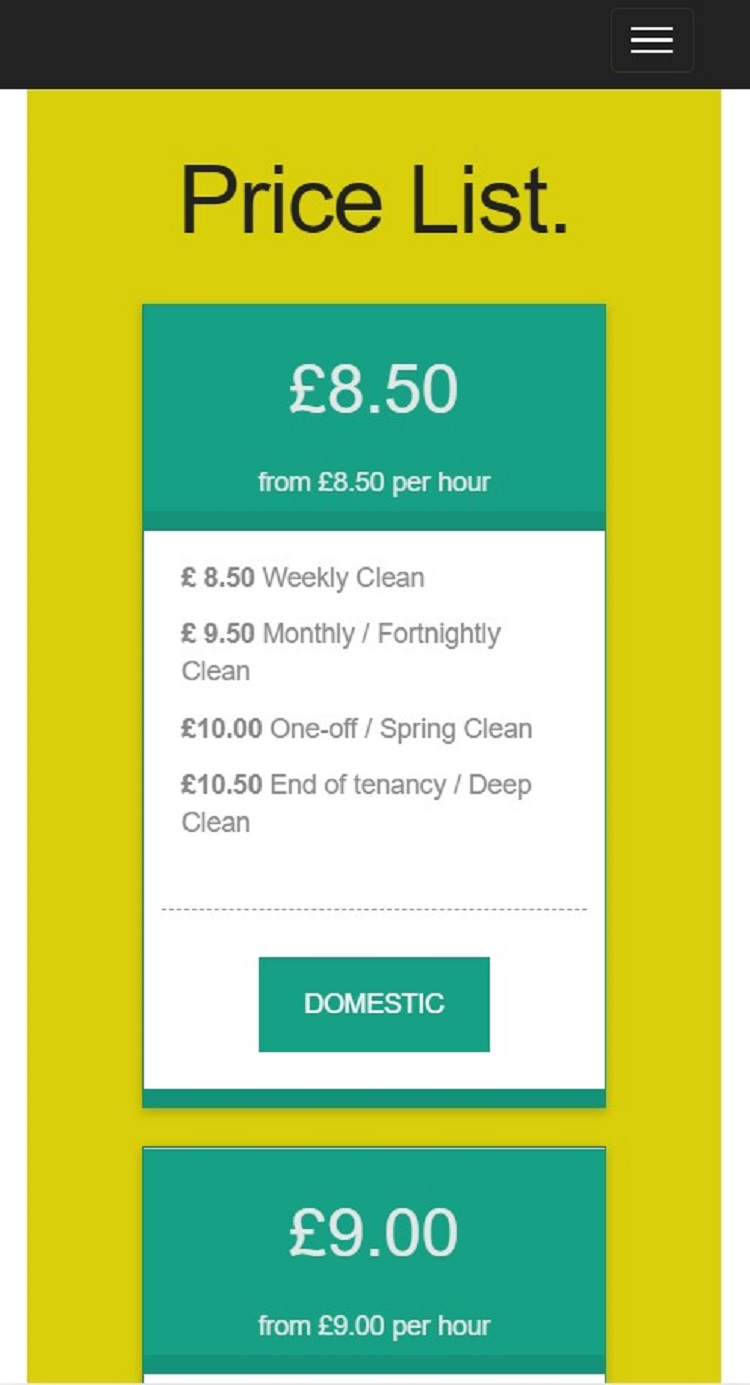 Price List.
£8.50
from £8.50 per hour
£ 8.50 Weekly Clean
£ 9.50 Monthly / Fortnightly
Clean
£10.00 One-off / Spring Clean
£10.50 End of tenancy / Deep
Clean
DOMESTIC
£9.00
from £9.00 per hour